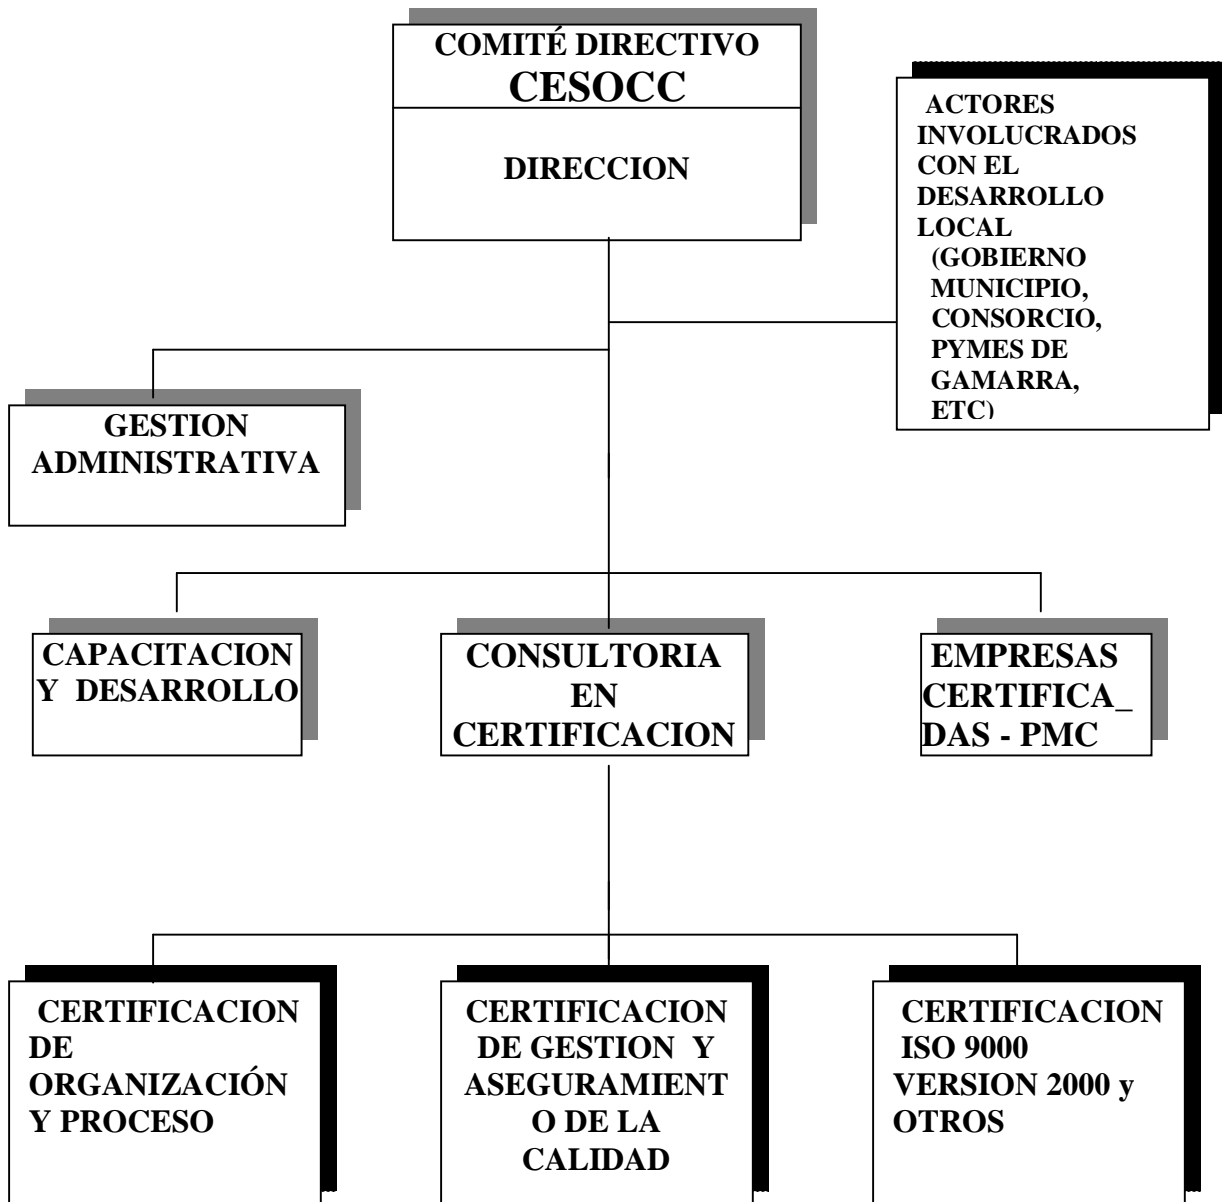 COMITÉ DIRECTIVO
CESOCC
DIRECCION
ACTORES
INVOLUCRADOS
CON EL
DESARROLLO
LOCAL
(GOBIERNO
MUNICIPIO,
CONSORCIO,
PYMES DE
GAMARRA,
ETC)
GESTION
ADMINISTRATIVA
CAPACITACION
Y DESARROLLO
CONSULTORIA
EN
CERTIFICACION
EMPRESAS
CERTIFICA_
DAS - PMC
CERTIFICACION
DE
ORGANIZACIÓN
Y PROCESO
CERTIFICACION
DE GESTION Y
ASEGURAMIENT
O DE LA
CALIDAD
CERTIFICACION
ISO 9000
VERSION 2000 y
OTROS